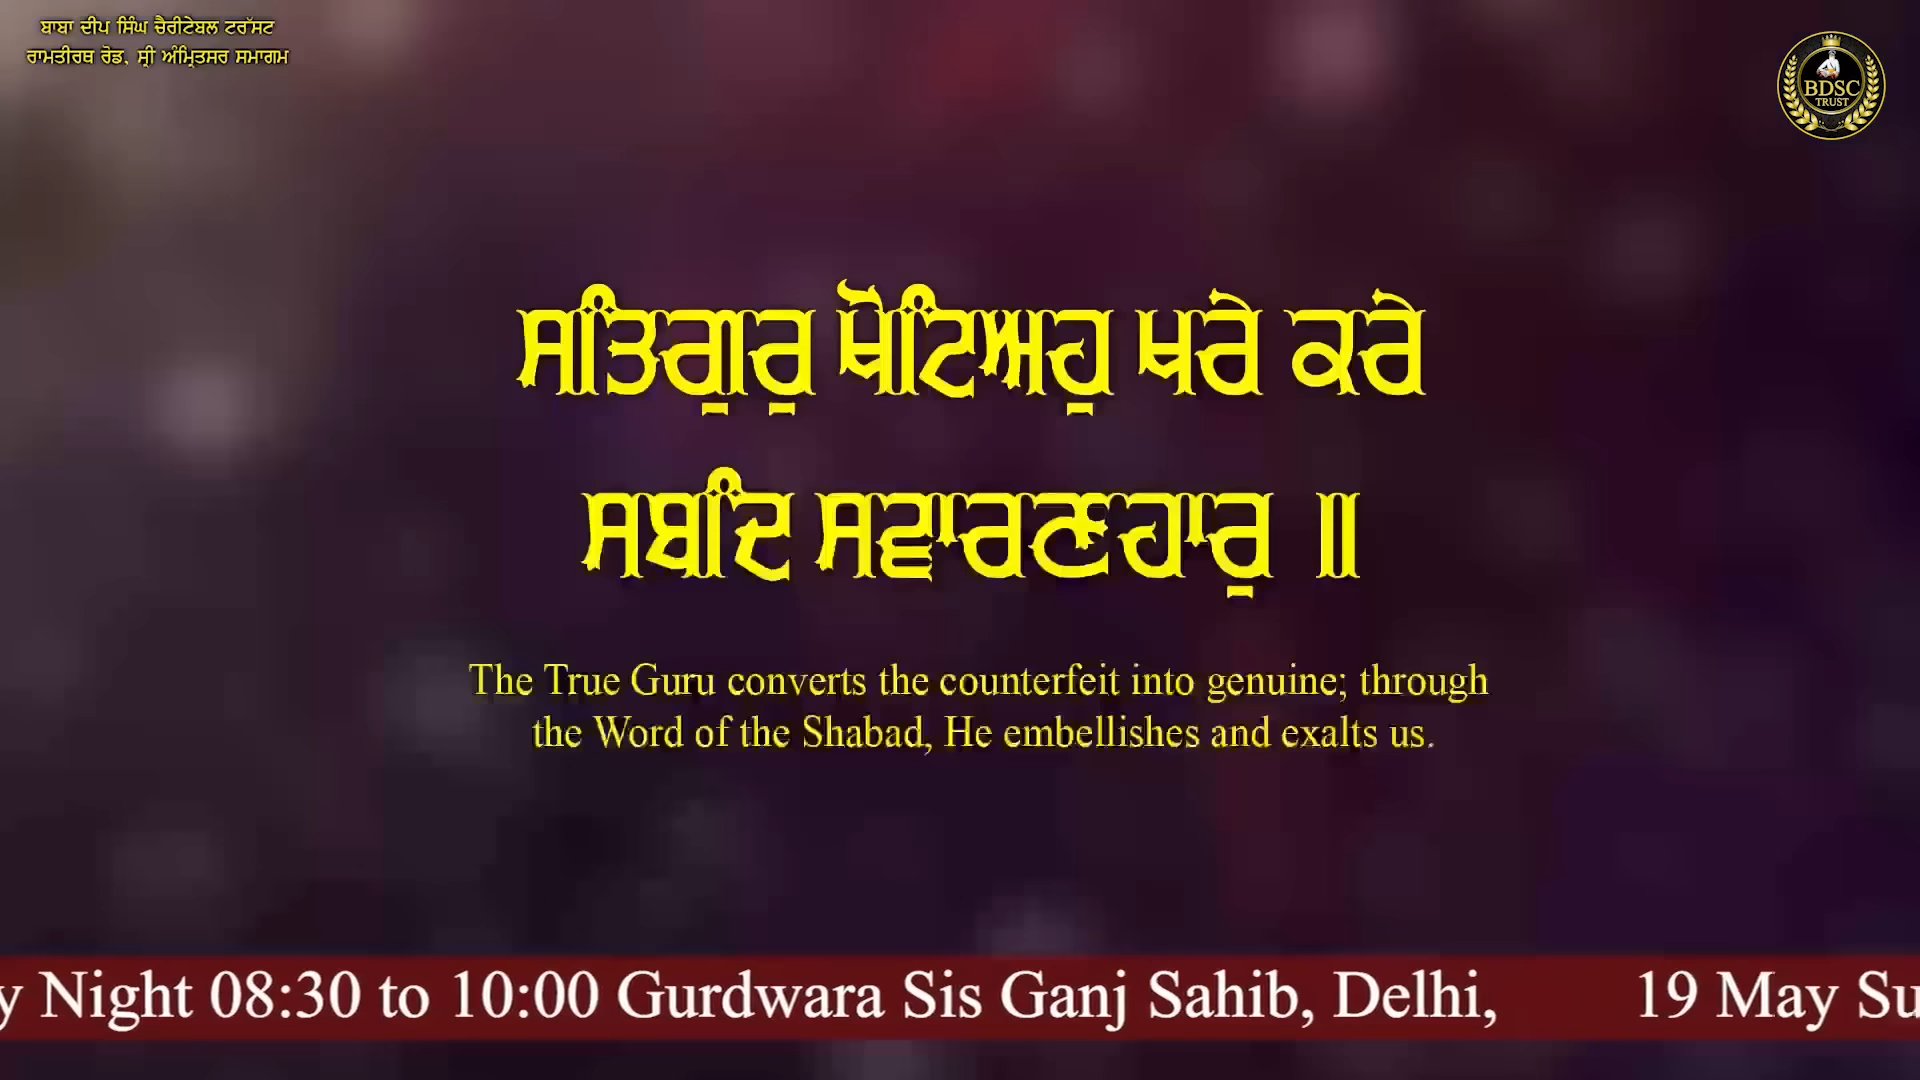 ਬਾਬਾ ਦੀਪ ਸਿੰਘ ਚੈਰੀਟੇਬਲ ਟਰੱਸਟ
ਰਾਮਤੀਰਥ ਰੋਡ, ਸ੍ਰੀ ਅੰਮ੍ਰਿਤਸਰ ਸਮਾਗਮ
BDSC
TRUST
ਸਤਿਗੁਰੁ ਖੋਟਿਅਹੁ ਖਰੇ ਕਰੇ
ਸਬਦਿ ਸਵਾਰਣਹਾਰੁ ॥
The True Guru converts the counterfeit into genuine; through
the Word of the Shabad, He embellishes and exalts us.
y Night 08:30 to 10:00 Gurdwara Sis Ganj Sahib, Delhi, 19 May Su